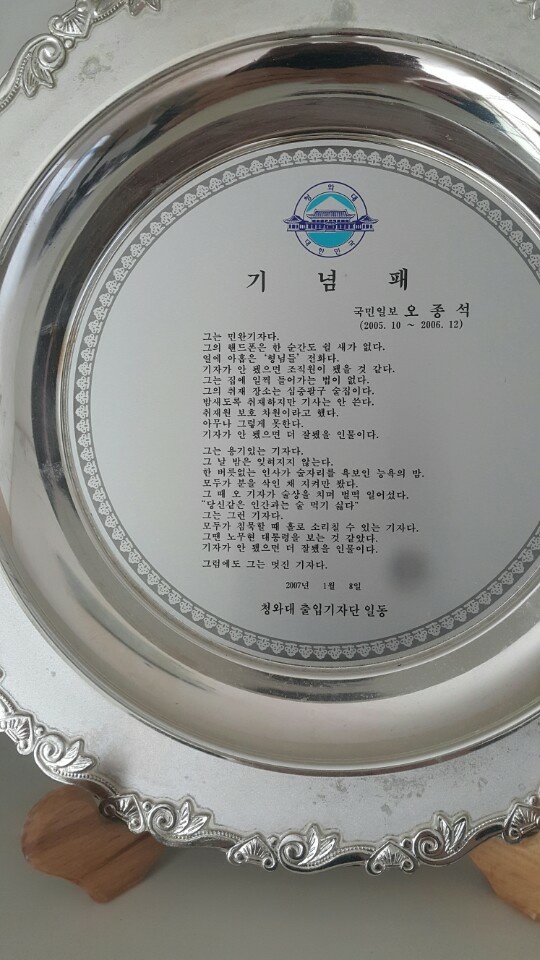 청와대
대한민국
기 념 패
국민일보 오 종 석
(2005. 10 ~ 2006. 12)
그는 민완기자다.
그의 핸드폰은 한 순간도 쉴 새가 없다.
열에 아홉은 '형님들' 전화다.
기자가 안 됐으면 조직원이 됐을 것 같다.
그는 집에 일찍 들어가는 법이 없다.
그의 취재 장소는 십중팔구 술집이다.
밤새도록 취재하지만 기사는 안 쓴다.
취재원 보호 차원이라고 했다.
아무나 그렇게 못한다.
기자가 안 됐으면 더 잘됐을 인물이다.
그는 용기있는 기자다.
그 날 밤은 잊혀지지 않는다.
한 버릇없는 인사가 술자리를 욕보인 능욕의 밤.
모두가 분을 삭인 채 지켜만 봤다.
그 때 오 기자가 술상을 치며 벌떡 일어섰다.
"당신같은 인간과는 술 먹기 싫다"
그는 그런 기자다.
모두가 침묵할 때 홀로 소리칠 수 있는 기자다.
그땐 노무현 대통령을 보는 것 같았다.
기자가 안 됐으면 더 잘됐을 인물이다.
그럼에도 그는 멋진 기자다.
2007년 1월 8일
청와대 출입기자단 일동